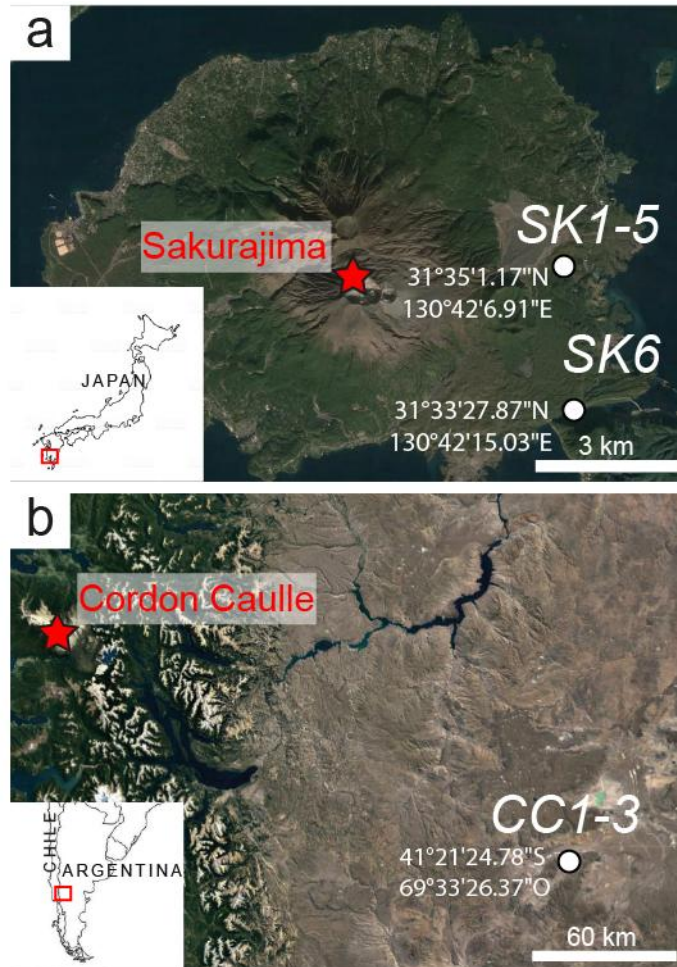 a
Sakurajima
SK1-5
31°35'1.17"N
130°42'6.91"E
JAPAN
SK6
31°33'27.87"N
130°42'15.03"E
3 km
b
Cordon Caulle
CC1-3
41°21'24.78"S
69°33'26.37"O
CHILE
ARGENTINA
60 km